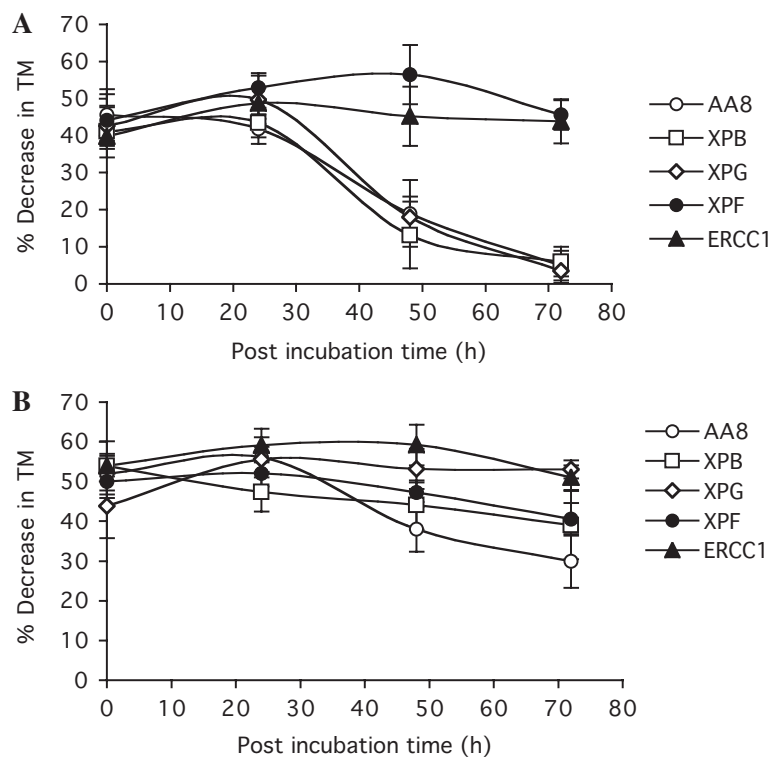 A
% Decrease in TM
70
60
50
40
30
20
10
0
0 10 20 30 40 50 60 70 80
Post incubation time (h)
AA8
XPB
XPG
XPF
ERCC1
B
% Decrease in TM
70
60
50
40
30
20
10
0
0 10 20 30 40 50 60 70 80
Post incubation time (h)
AA8
XPB
XPG
XPF
ERCC1